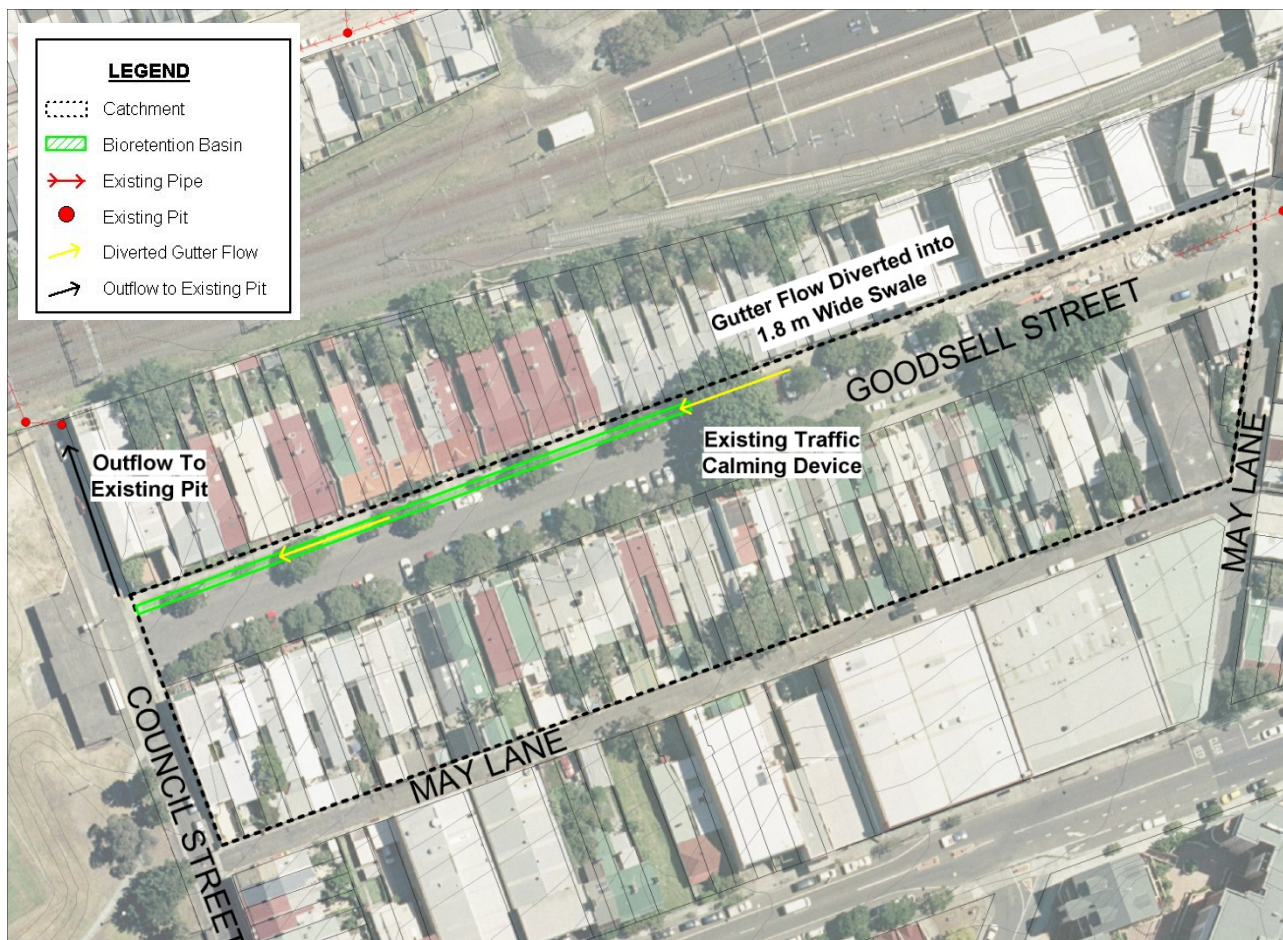 LEGEND
Catchment
Bioretention Basin
Existing Pipe
Existing Pit
Diverted Gutter Flow
Outflow to Existing Pit
Gutter Flow Diverted into
1.8 m Wide Swale
GOODSELL STREET
Existing Traffic
Calming Device
Outflow To
Existing Pit
MAY LANE
MAY LANE
COUNCIL STREET